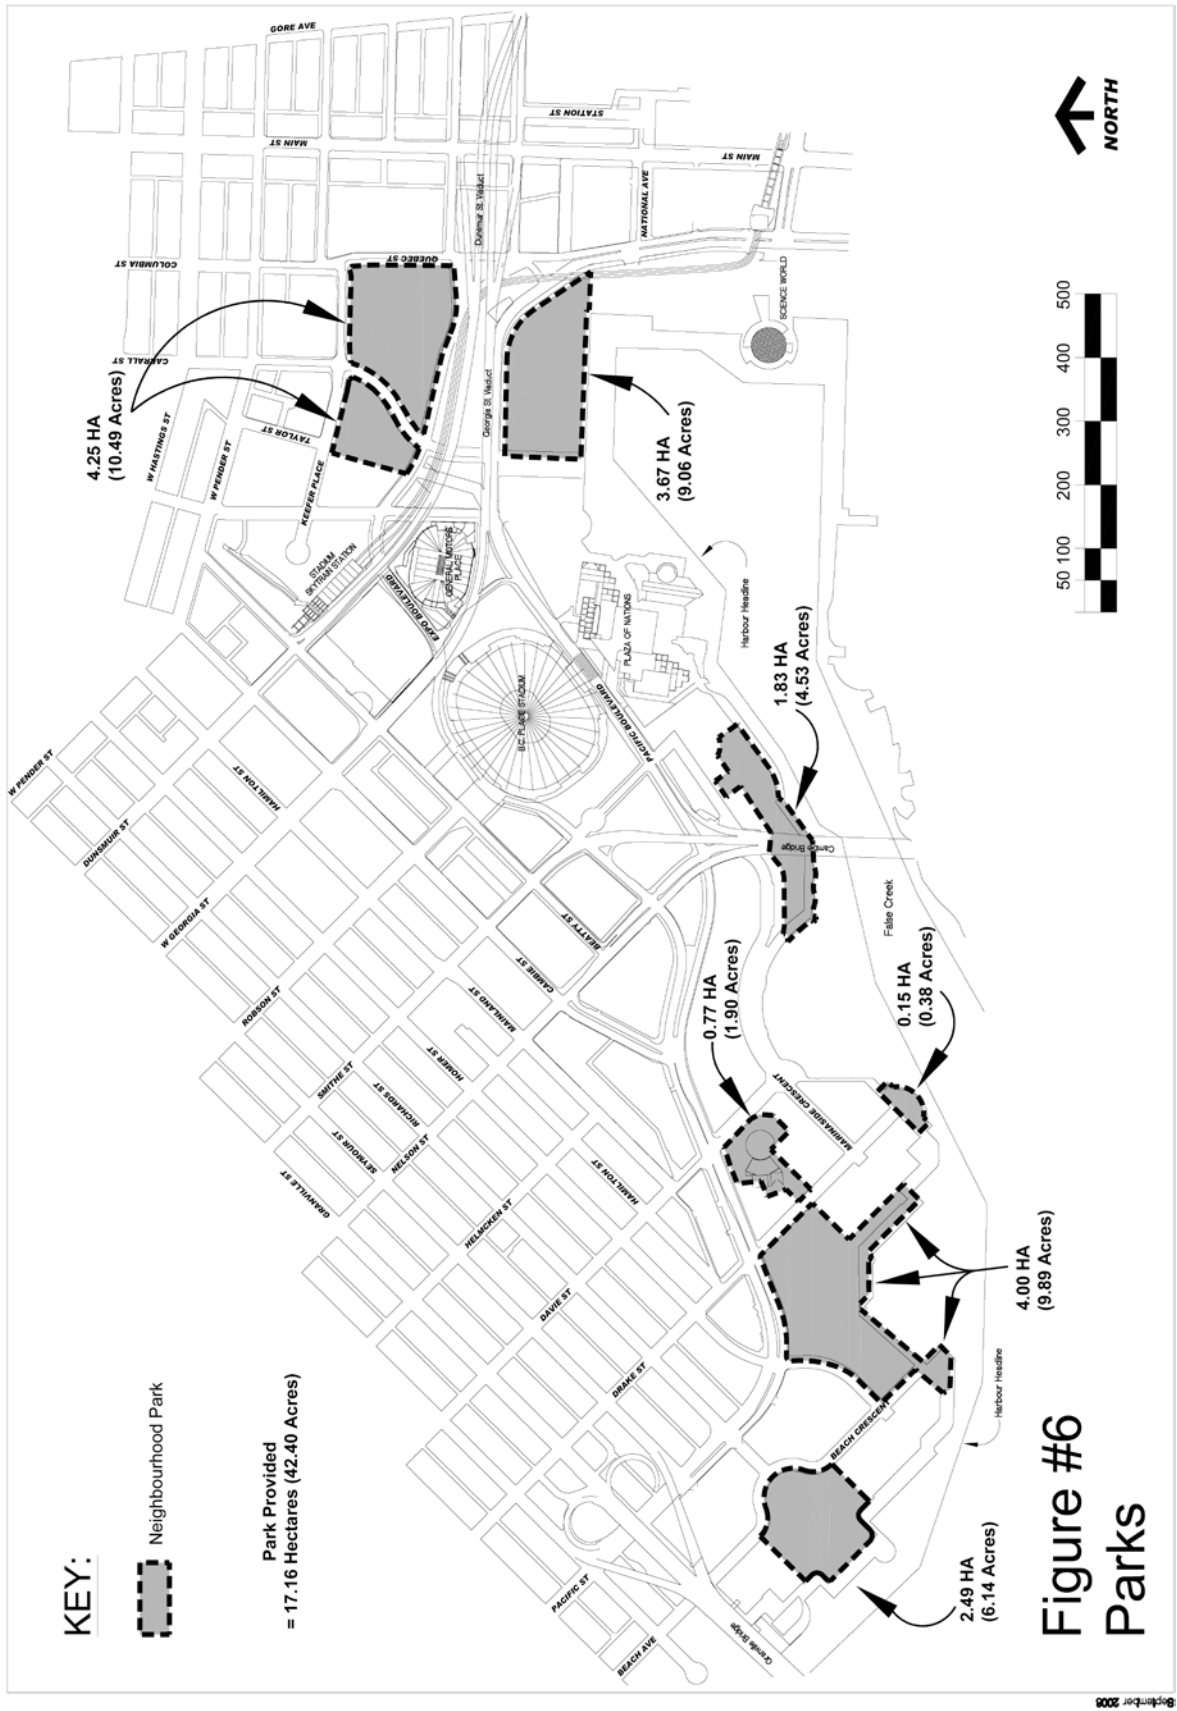 KEY:
Neighbourhood Park
Park Provided
= 17.16 Hectares (42.40 Acres)
Figure #6
Parks
NORTH
50 100 200 300 400 500
4.25 HA
(10.49 Acres)
3.67 HA
(9.06 Acres)
1.83 HA
(4.53 Acres)
0.77 HA
(1.90 Acres)
0.15 HA
(0.38 Acres)
4.00 HA
(9.89 Acres)
2.49 HA
(6.14 Acres)
GORE AVE
STATION ST
MAIN ST
MAIN ST
NATIONAL AVE
COLUMBIA ST
QUEBEC ST
CARRALL ST
TAYLOR ST
KEEFER PLACE
W HASTINGS ST
W PENDER ST
Dunsmuir St. Viaduct
Georgia St. Viaduct
SCIENCE WORLD
STADIUM
SKYTRAIN STATION
GENERAL MOTORS
PLACE
EXPO BOULEVARD
B.C. PLACE STADIUM
PLAZA OF NATIONS
PACIFIC BOULEVARD
Harbour Headline
W PENDER ST
DUNSMUIR ST
HAMILTON ST
W GEORGIA ST
ROBSON ST
SMITHE ST
BEATTY ST
CAMBIE ST
MAINLAND ST
HOMER ST
RICHARDS ST
SEYMOUR ST
GRANVILLE ST
NELSON ST
HELMCKEN ST
HAMILTON ST
DAVIE ST
DRAKE ST
PACIFIC ST
BEACH AVE
Granville Bridge
Cambie Bridge
False Creek
MARINASIDE CRESCENT
BEACH CRESCENT
Harbour Headline